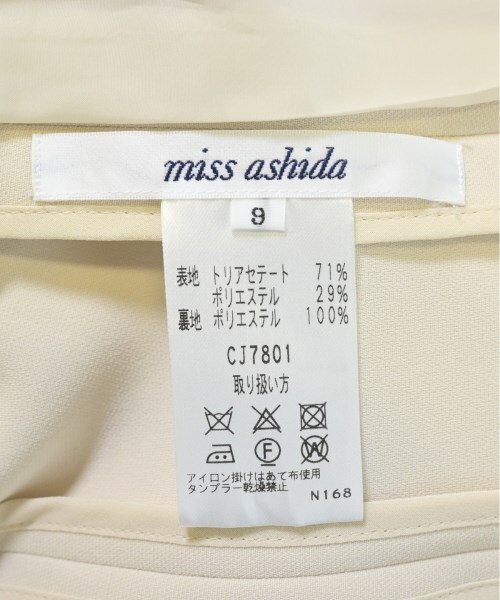 miss ashida
9
表地 トリアセテート 71%
ポリエステル 29%
裏地 ポリエステル 100%
CJ7801
取り扱い方
F W
アイロン掛けはあて布使用
タンブラー乾燥禁止
N168